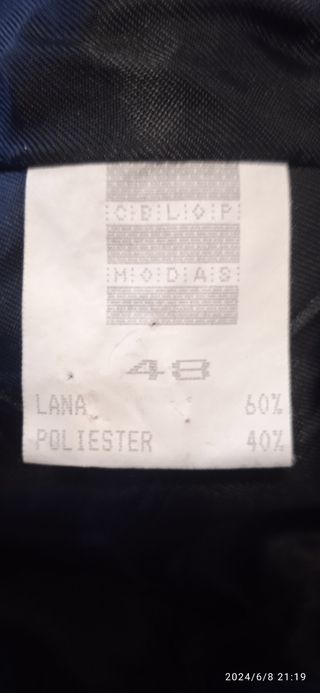 CBLOP
MODAS
48
LANA 60%
POLIESTER 40%
2024/6/8 21:19